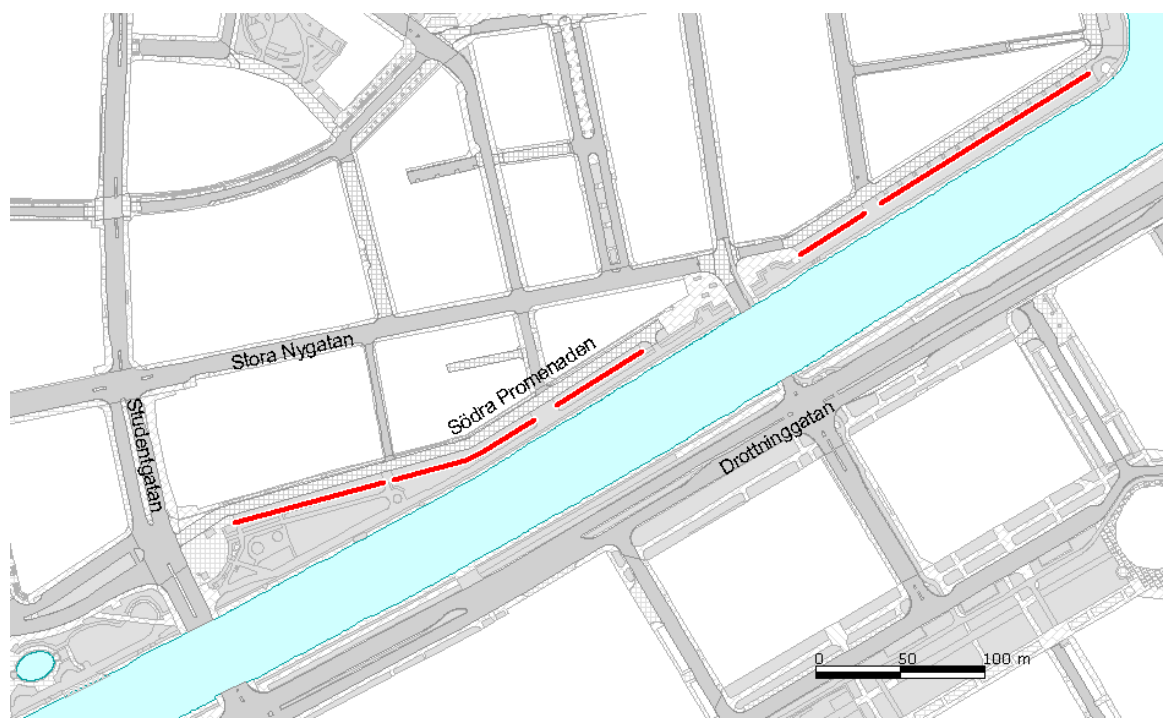 Stora Nygatan
Södra Promenaden
Studentgatan
Drottninggatan
0 50 100 m